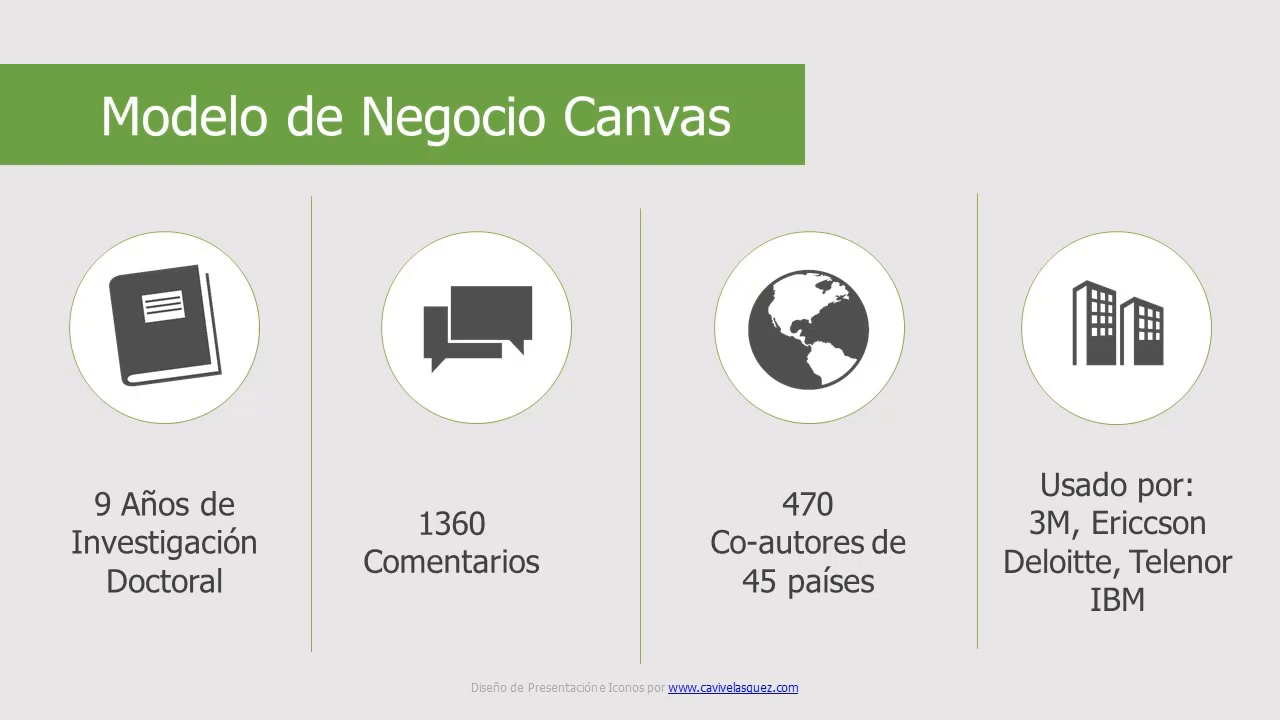 Modelo de Negocio Canvas
9 Años de
Investigación
Doctoral
1360
Comentarios
470
Co-autores de
45 países
Usado por:
3M, Ericcson
Deloitte, Telenor
IBM
Diseño de Presentación e Iconos por www.cavivelasquez.com